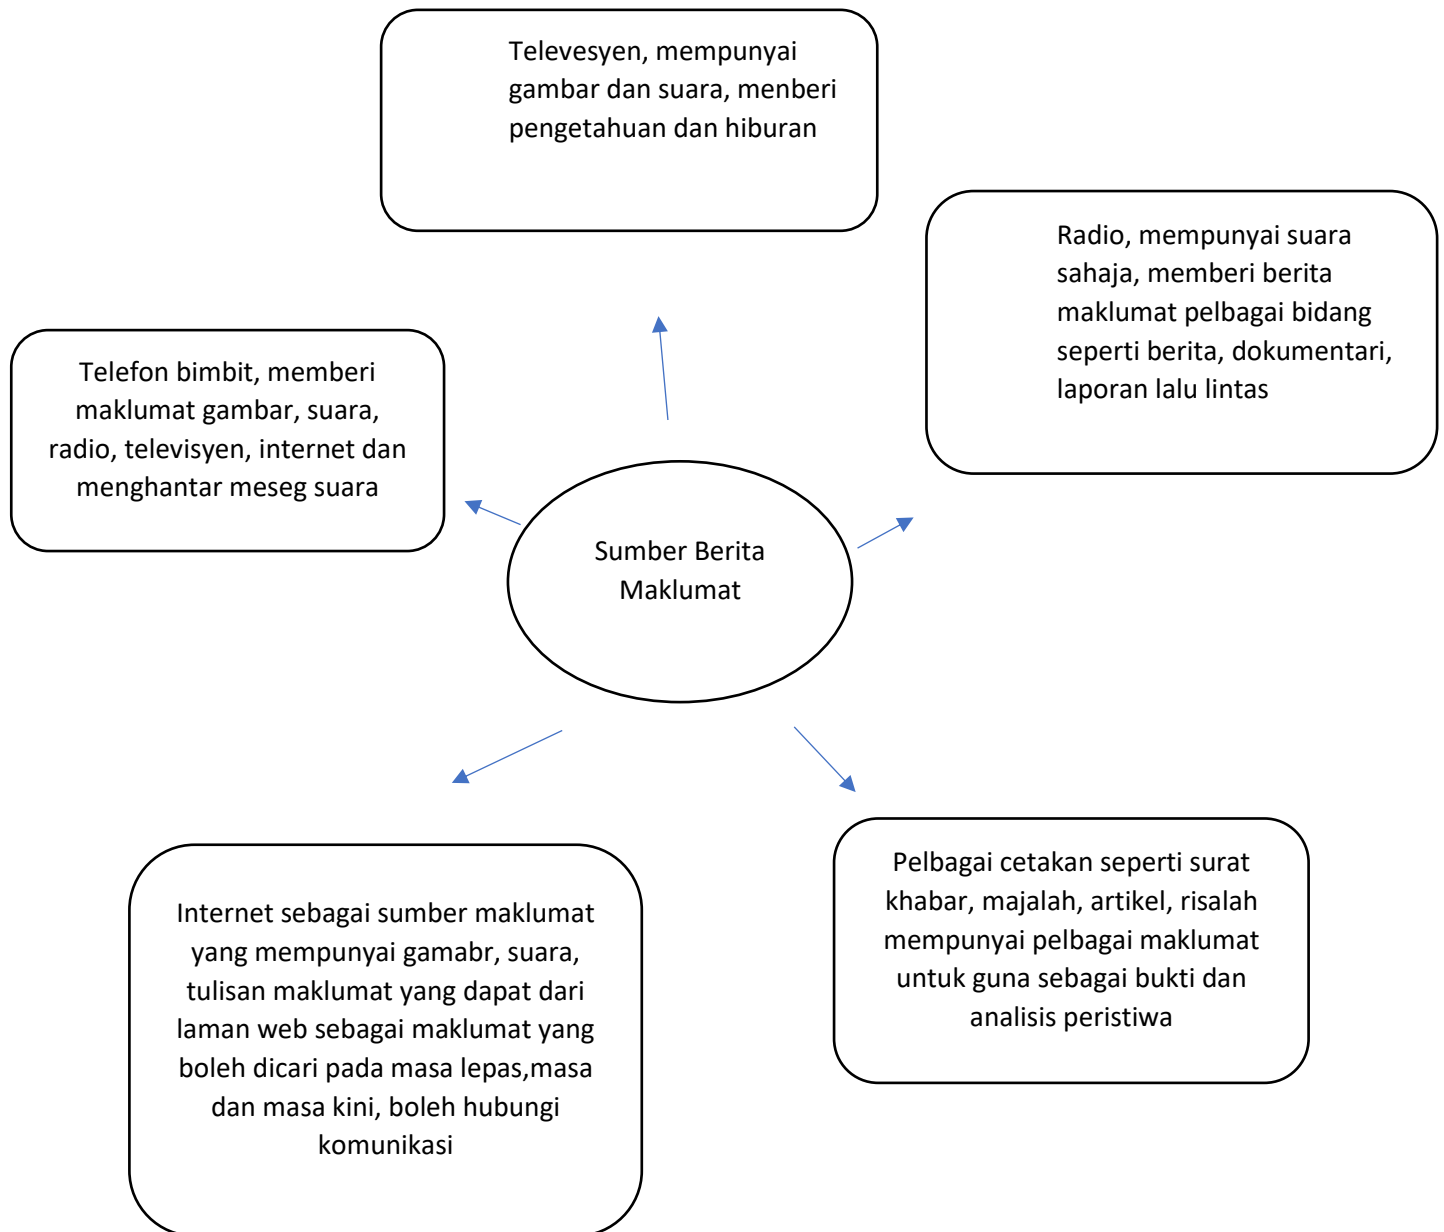 Televesyen, mempunyai
gambar dan suara, menberi
pengetahuan dan hiburan
Radio, mempunyai suara
sahaja, memberi berita
maklumat pelbagai bidang
seperti berita, dokumentari,
laporan lalu lintas
Telefon bimbit, memberi
maklumat gambar, suara,
radio, televisyen, internet dan
menghantar meseg suara
Sumber Berita
Maklumat
Internet sebagai sumber maklumat
yang mempunyai gamabr, suara,
tulisan maklumat yang dapat dari
laman web sebagai maklumat yang
boleh dicari pada masa lepas,masa
dan masa kini, boleh hubungi
komunikasi
Pelbagai cetakan seperti surat
khabar, majalah, artikel, risalah
mempunyai pelbagai maklumat
untuk guna sebagai bukti dan
analisis peristiwa